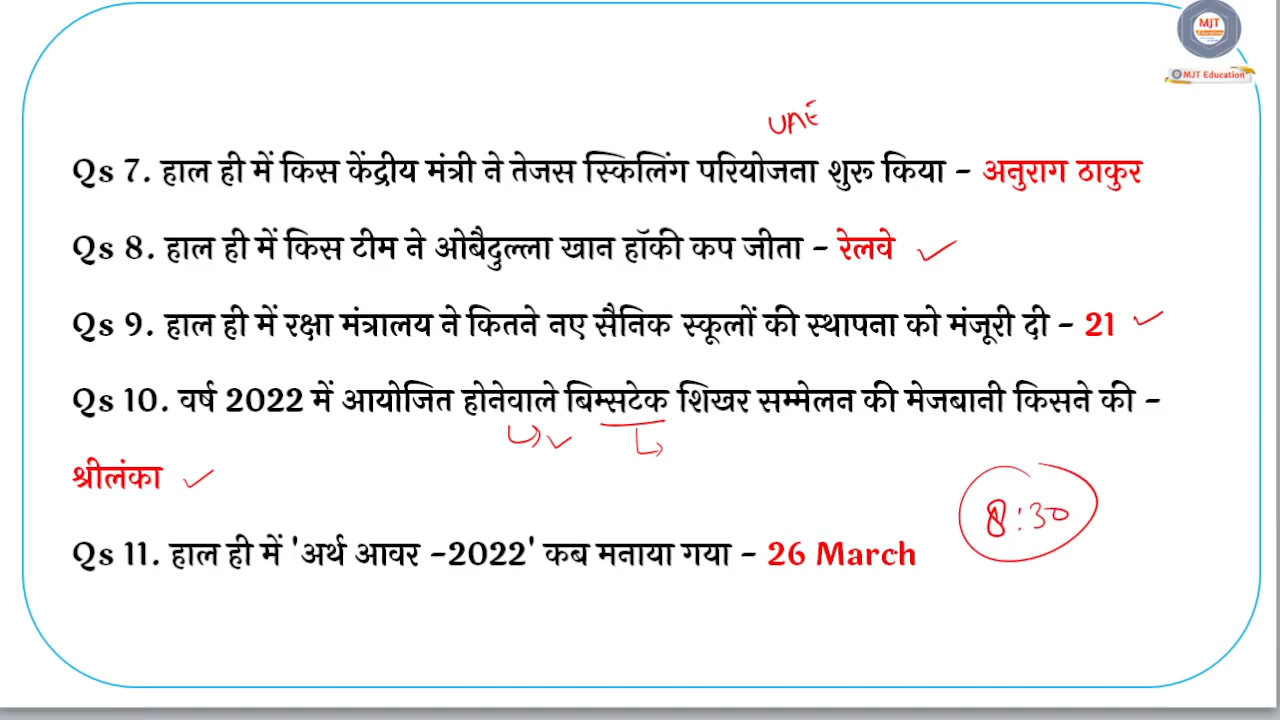 MJT
Education
MJT Education
UAE
Qs 7. हाल ही में किस केंद्रीय मंत्री ने तेजस स्किलिंग परियोजना शुरू किया - अनुराग ठाकुर
Qs 8. हाल ही में किस टीम ने ओबैदुल्ला खान हॉकी कप जीता - रेलवे
Qs 9. हाल ही में रक्षा मंत्रालय ने कितने नए सैनिक स्कूलों की स्थापना को मंजूरी दी - 21
Qs 10. वर्ष 2022 में आयोजित होनेवाले बिम्सटेक शिखर सम्मेलन की मेजबानी किसने की -
श्रीलंका
8:30
Qs 11. हाल ही में 'अर्थ आवर -2022' कब मनाया गया - 26 March